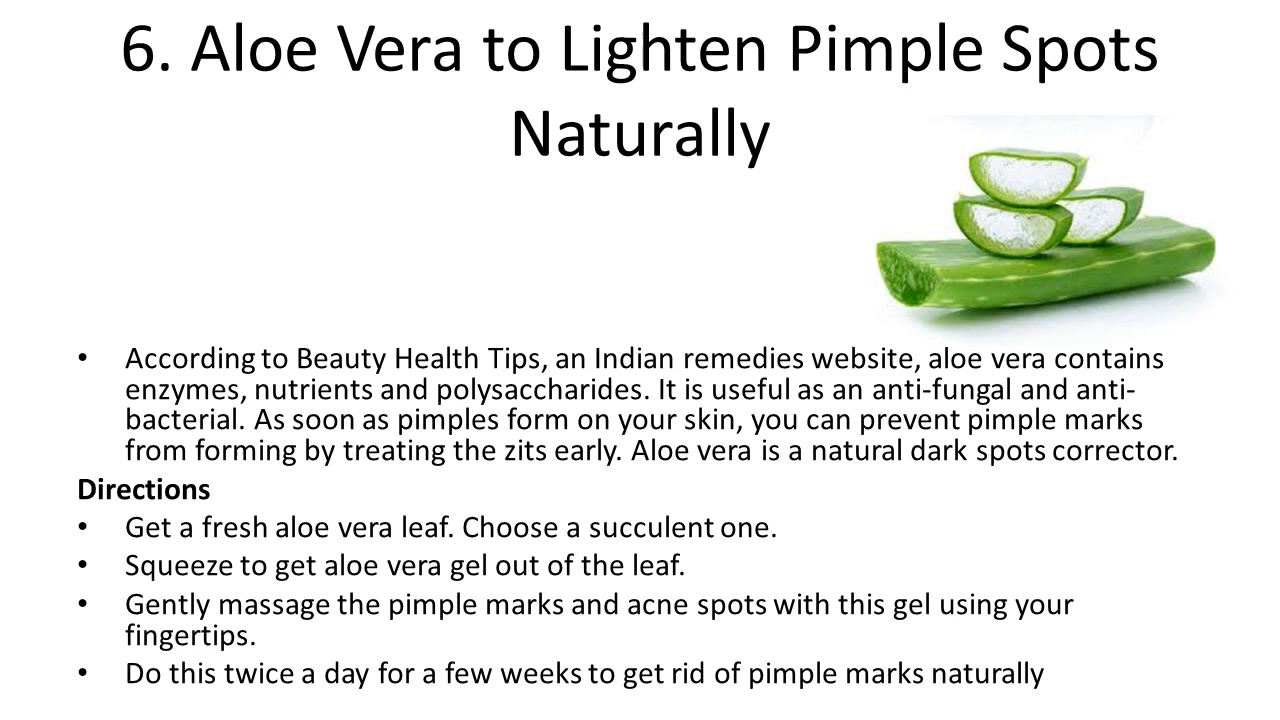 6. Aloe Vera to Lighten Pimple Spots
Naturally
• According to Beauty Health Tips, an Indian remedies website, aloe vera contains
enzymes, nutrients and polysaccharides. It is useful as an anti-fungal and anti-
bacterial. As soon as pimples form on your skin, you can prevent pimple marks
from forming by treating the zits early. Aloe vera is a natural dark spots corrector.
Directions
• Get a fresh aloe vera leaf. Choose a succulent one.
• Squeeze to get aloe vera gel out of the leaf.
• Gently massage the pimple marks and acne spots with this gel using your
fingertips.
• Do this twice a day for a few weeks to get rid of pimple marks naturally